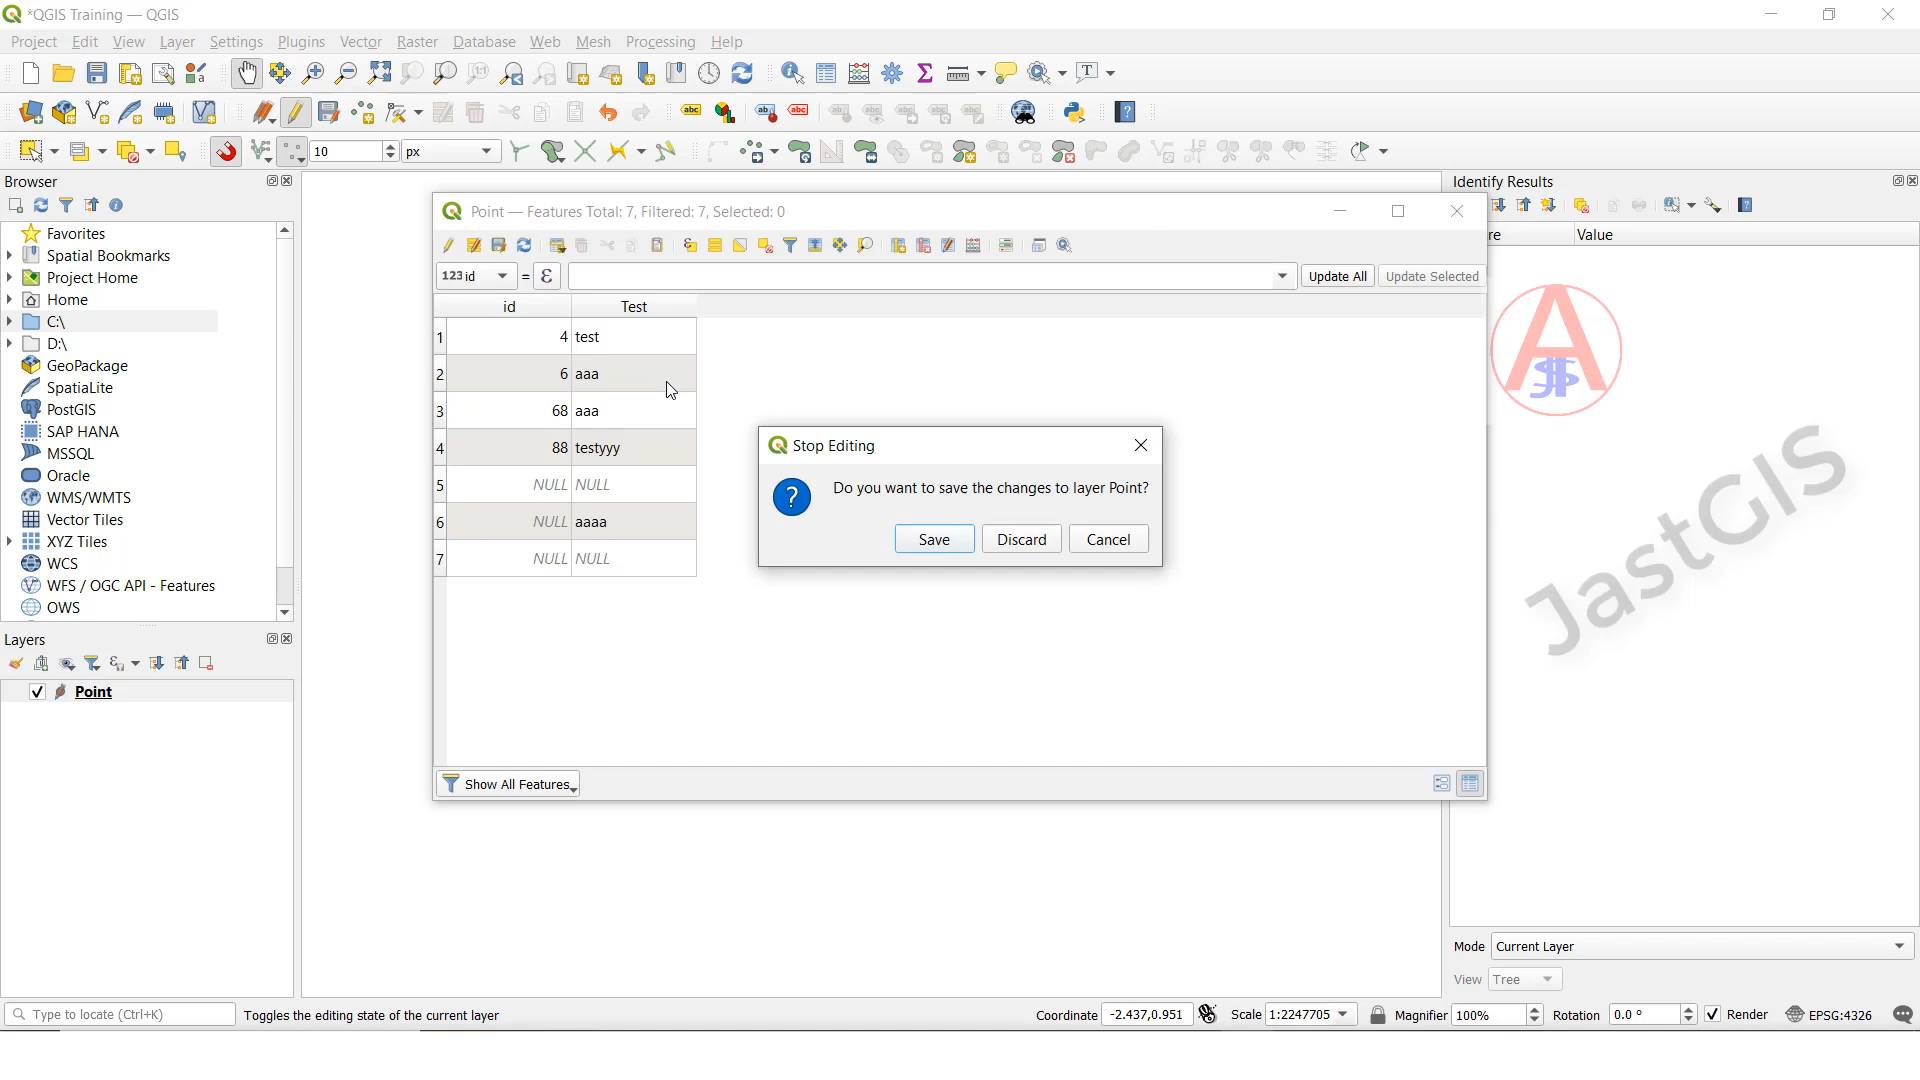 *QGIS Training — QGIS
Project Edit View Layer Settings Plugins Vector Raster Database Web Mesh Processing Help
10 px
Browser
Favorites
Spatial Bookmarks
Project Home
Home
C:\
D:\
GeoPackage
SpatiaLite
PostGIS
SAP HANA
MSSQL
Oracle
WMS/WMTS
Vector Tiles
XYZ Tiles
WCS
WFS / OGC API - Features
OWS
Layers
Point
Point — Features Total: 7, Filtered: 7, Selected: 0
123 id = ε Update All Update Selected
id Test
1 4 test
2 6 aaa
3 68 aaa
4 88 testyyy
5 NULL NULL
6 NULL aaaa
7 NULL NULL
Stop Editing
Do you want to save the changes to layer Point?
Save Discard Cancel
Show All Features
Identify Results
re Value
JastGIS
Mode Current Layer
View Tree
Type to locate (Ctrl+K) Toggles the editing state of the current layer Coordinate -2.437,0.951 Scale 1:2247705 Magnifier 100% Rotation 0.0 ° Render EPSG:4326